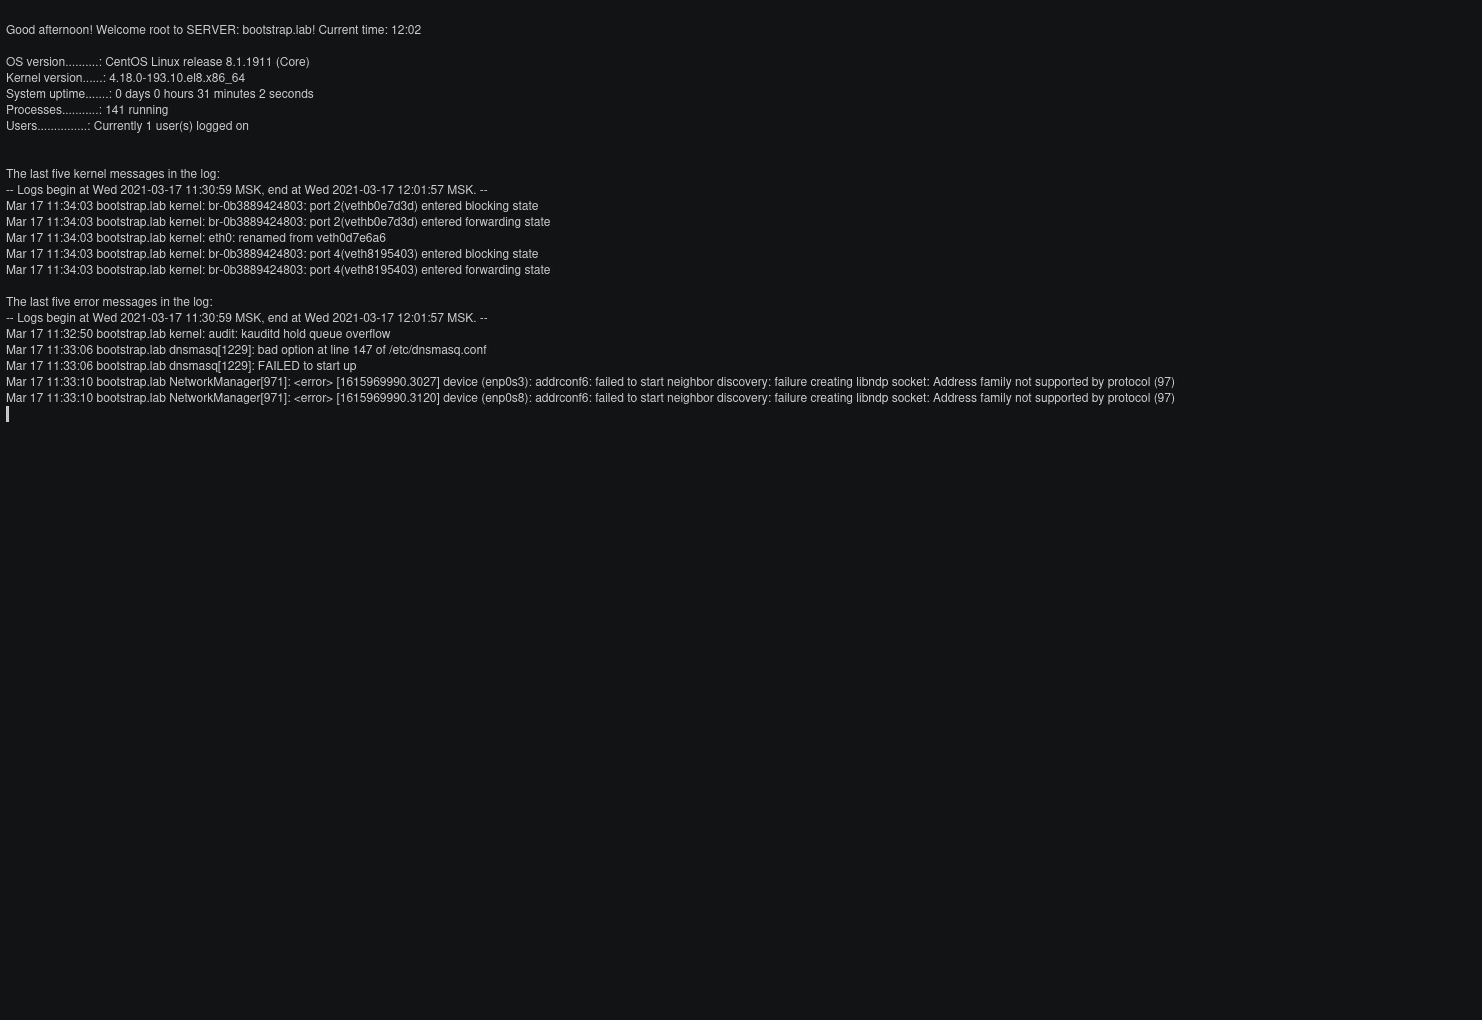 Good afternoon! Welcome root to SERVER: bootstrap.lab! Current time: 12:02
OS version..........: CentOS Linux release 8.1.1911 (Core)
Kernel version......: 4.18.0-193.10.el8.x86_64
System uptime.......: 0 days 0 hours 31 minutes 2 seconds
Processes...........: 141 running
Users...............: Currently 1 user(s) logged on
The last five kernel messages in the log:
-- Logs begin at Wed 2021-03-17 11:30:59 MSK, end at Wed 2021-03-17 12:01:57 MSK. --
Mar 17 11:34:03 bootstrap.lab kernel: br-0b3889424803: port 2(vethb0e7d3d) entered blocking state
Mar 17 11:34:03 bootstrap.lab kernel: br-0b3889424803: port 2(vethb0e7d3d) entered forwarding state
Mar 17 11:34:03 bootstrap.lab kernel: eth0: renamed from veth0d7e6a6
Mar 17 11:34:03 bootstrap.lab kernel: br-0b3889424803: port 4(veth8195403) entered blocking state
Mar 17 11:34:03 bootstrap.lab kernel: br-0b3889424803: port 4(veth8195403) entered forwarding state
The last five error messages in the log:
-- Logs begin at Wed 2021-03-17 11:30:59 MSK, end at Wed 2021-03-17 12:01:57 MSK. --
Mar 17 11:32:50 bootstrap.lab kernel: audit: kauditd hold queue overflow
Mar 17 11:33:06 bootstrap.lab dnsmasq[1229]: bad option at line 147 of /etc/dnsmasq.conf
Mar 17 11:33:06 bootstrap.lab dnsmasq[1229]: FAILED to start up
Mar 17 11:33:10 bootstrap.lab NetworkManager[971]: <error> [1615969990.3027] device (enp0s3): addrconf6: failed to start neighbor discovery: failure creating libndp socket: Address family not supported by protocol (97)
Mar 17 11:33:10 bootstrap.lab NetworkManager[971]: <error> [1615969990.3120] device (enp0s8): addrconf6: failed to start neighbor discovery: failure creating libndp socket: Address family not supported by protocol (97)